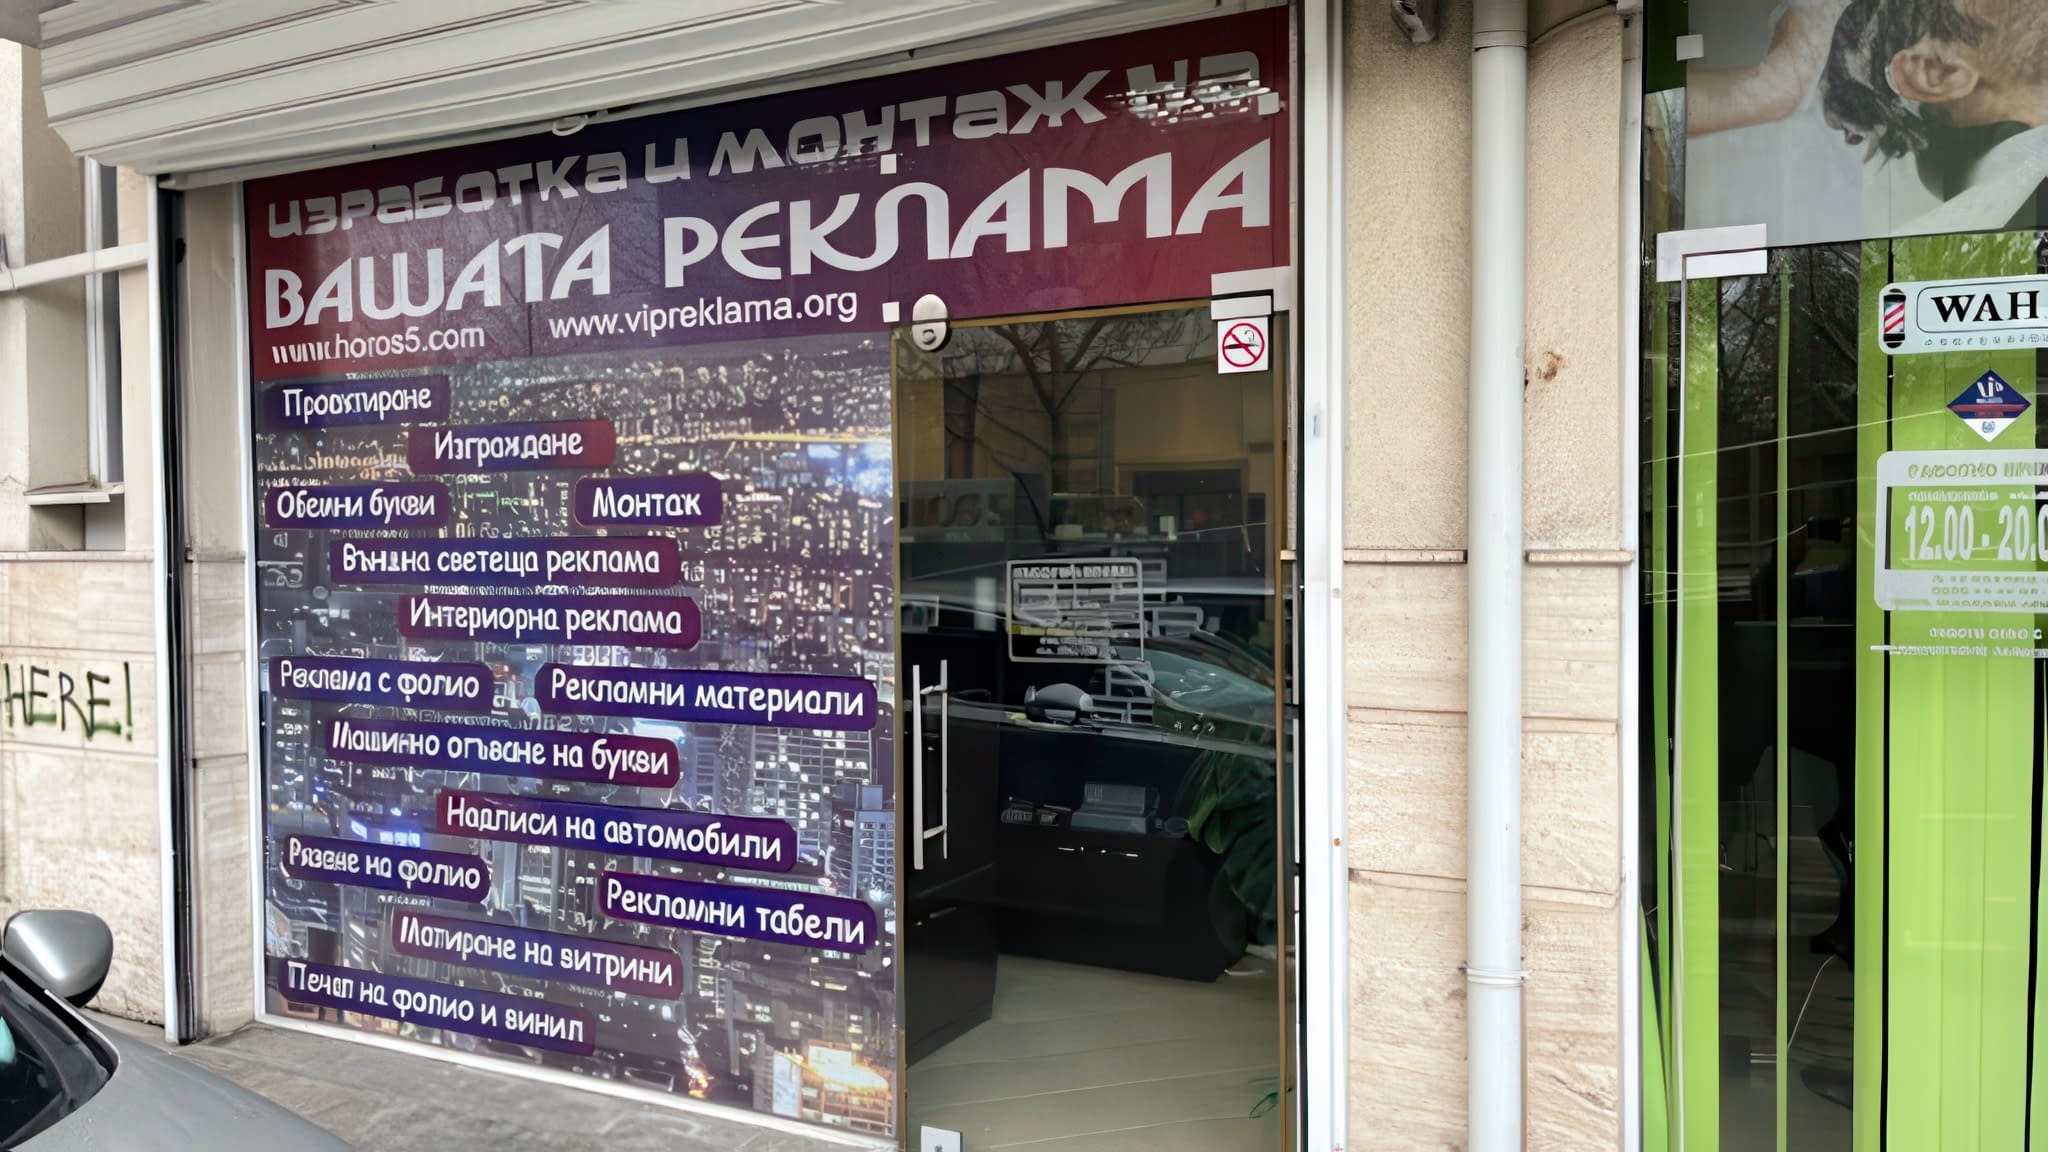 ИЗРАБОТКА И МОНТАЖ НА
ВАШАТА РЕКЛАМА
www.horos5.com
www.vipreklama.org
Проектиране
Изграждане
Обемни букви
Монтаж
Външна светеща реклама
Интериорна реклама
Реклама с фолио
Рекламни материали
Машинно огъване на букви
Надписи на автомобили
Рязане на фолио
Рекламни табели
Матиране на витрини
Печат на фолио и винил
HERE!
WAH
12.00 - 20.0